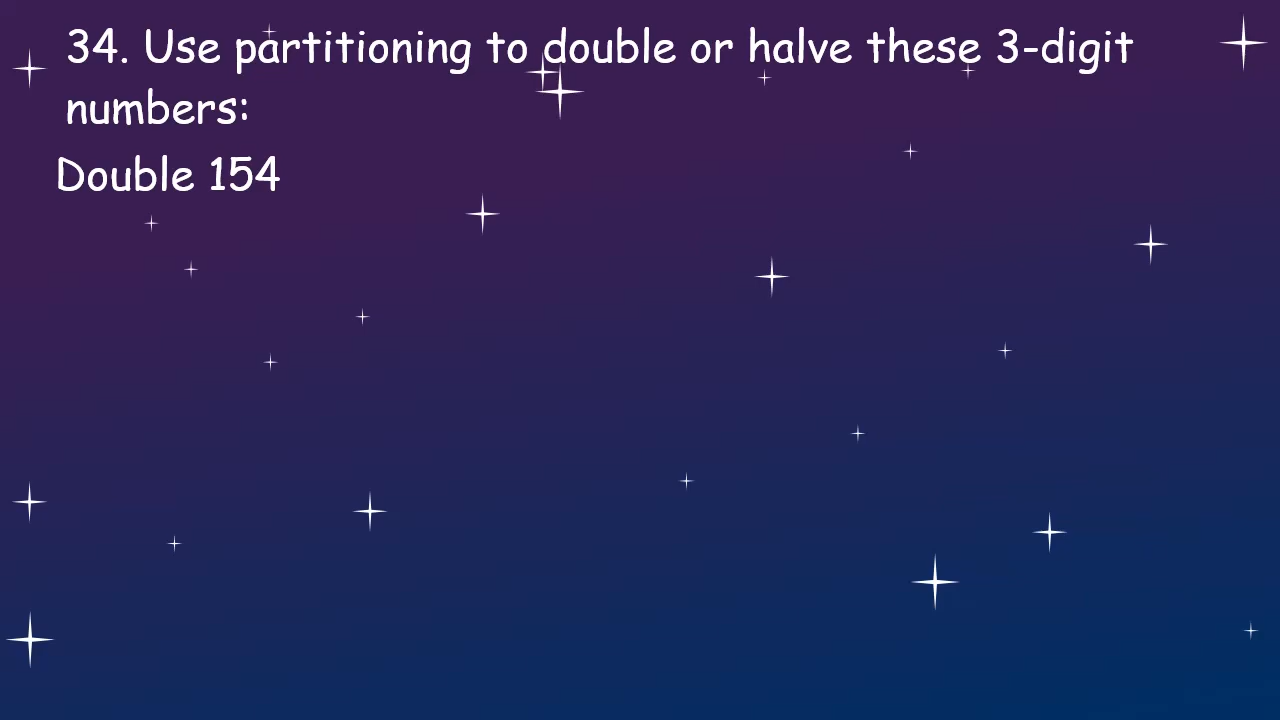 34. Use partitioning to double or halve these 3-digit
numbers:
Double 154